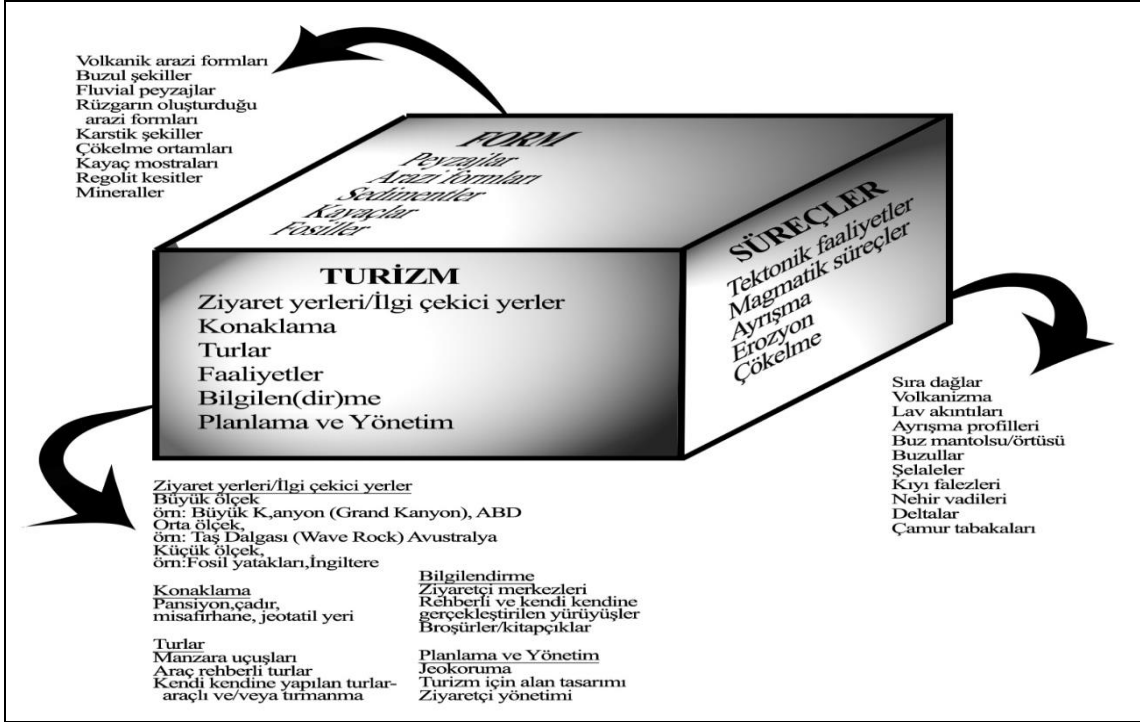 Volkanik arazi formları
Buzul şekiller
Fluvial peyzajlar
Rüzgarın oluşturduğu
arazi formları
Karstik şekiller
Çökelme ortamları
Kayaç mostraları
Regolit kesitler
Mineraller
FORM
Peyzajlar
Arazi formları
Sedimentler
Kayaçlar
Fosiller
TURİZM
Ziyaret yerleri/İlgi çekici yerler
Konaklama
Turlar
Faaliyetler
Bilgilen(dir)me
Planlama ve Yönetim
SÜREÇLER
Tektonik faaliyetler
Magmatik süreçler
Ayrışma
Erozyon
Çökelme
Sıra dağlar
Volkanizma
Lav akıntıları
Ayrışma profilleri
Buz mantolsu/örtüsü
Buzullar
Şelaleler
Kıyı falezleri
Nehir vadileri
Deltalar
Çamur tabakaları
Ziyaret yerleri/İlgi çekici yerler
Büyük ölçek
örn: Büyük K,anyon (Grand Kanyon), ABD
Orta ölçek,
örn: Taş Dalgası (Wave Rock) Avustralya
Küçük ölçek,
örn:Fosil yatakları,İngiltere
Konaklama
Pansiyon,çadır,
misafirhane, jeotatil yeri
Turlar
Manzara uçuşları
Araç rehberli turlar
Kendi kendine yapılan turlar-
araçlı ve/veya tırmanma
Bilgilendirme
Ziyaretçi merkezleri
Rehberli ve kendi kendine
gerçekleştirilen yürüyüşler
Broşürler/kitapçıklar
Planlama ve Yönetim
Jeokoruma
Turizm için alan tasarımı
Ziyaretçi yönetimi